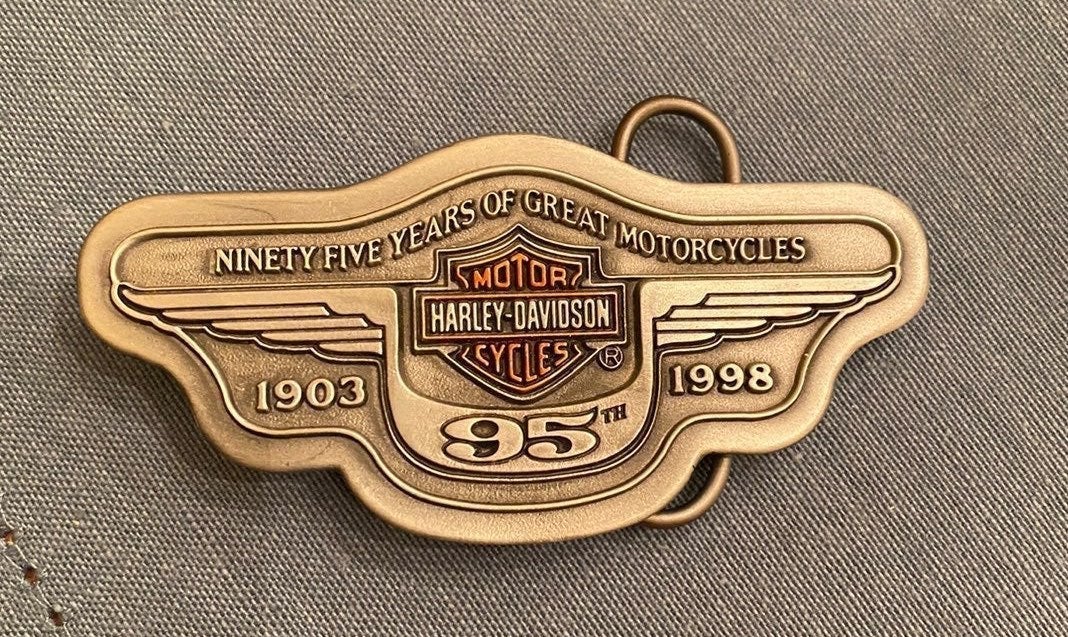 NINETY FIVE YEARS OF GREAT MOTORCYCLES
MOTOR
HARLEY-DAVIDSON
CYCLES ®
1903 1998
95TH